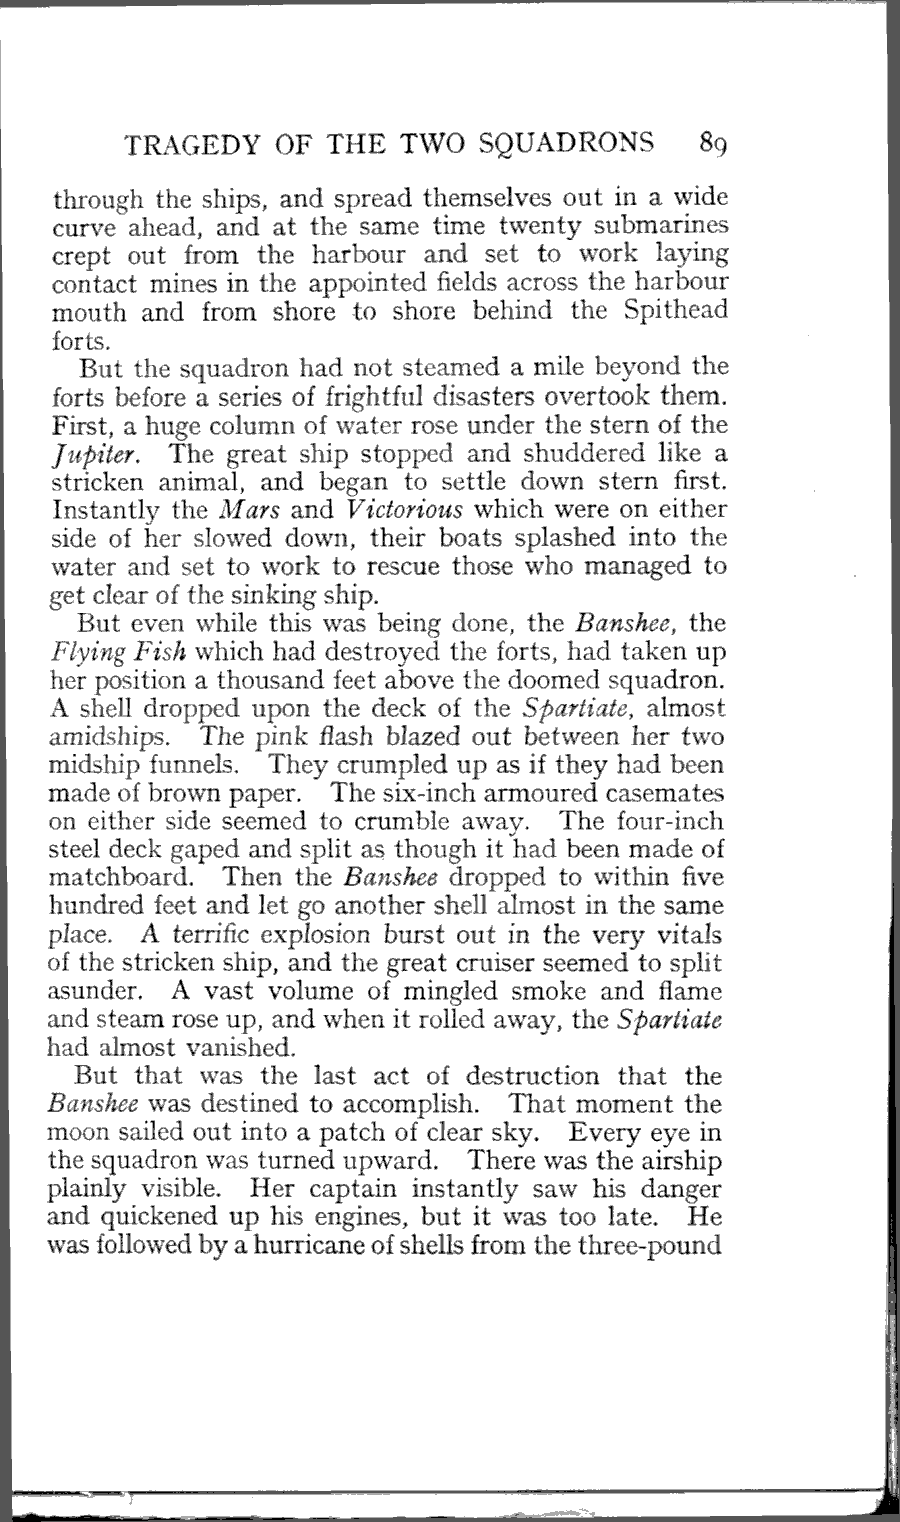 TRAGEDY OF THE TWO SQUADRONS 89
through the ships, and spread themselves out in a wide
curve ahead, and at the same time twenty submarines
crept out from the harbour and set to work laying
contact mines in the appointed fields across the harbour
mouth and from shore to shore behind the Spithead
forts.
But the squadron had not steamed a mile beyond the
forts before a series of frightful disasters overtook them.
First, a huge column of water rose under the stern of the
Jupiter. The great ship stopped and shuddered like a
stricken animal, and began to settle down stern first.
Instantly the Mars and Victorious which were on either
side of her slowed down, their boats splashed into the
water and set to work to rescue those who managed to
get clear of the sinking ship.
But even while this was being done, the Banshee, the
Flying Fish which had destroyed the forts, had taken up
her position a thousand feet above the doomed squadron.
A shell dropped upon the deck of the Spartiate, almost
amidships. The pink flash blazed out between her two
midship funnels. They crumpled up as if they had been
made of brown paper. The six-inch armoured casemates
on either side seemed to crumble away. The four-inch
steel deck gaped and split as though it had been made of
matchboard. Then the Banshee dropped to within five
hundred feet and let go another shell almost in the same
place. A terrific explosion burst out in the very vitals
of the stricken ship, and the great cruiser seemed to split
asunder. A vast volume of mingled smoke and flame
and steam rose up, and when it rolled away, the Spartiate
had almost vanished.
But that was the last act of destruction that the
Banshee was destined to accomplish. That moment the
moon sailed out into a patch of clear sky. Every eye in
the squadron was turned upward. There was the airship
plainly visible. Her captain instantly saw his danger
and quickened up his engines, but it was too late. He
was followed by a hurricane of shells from the three-pound